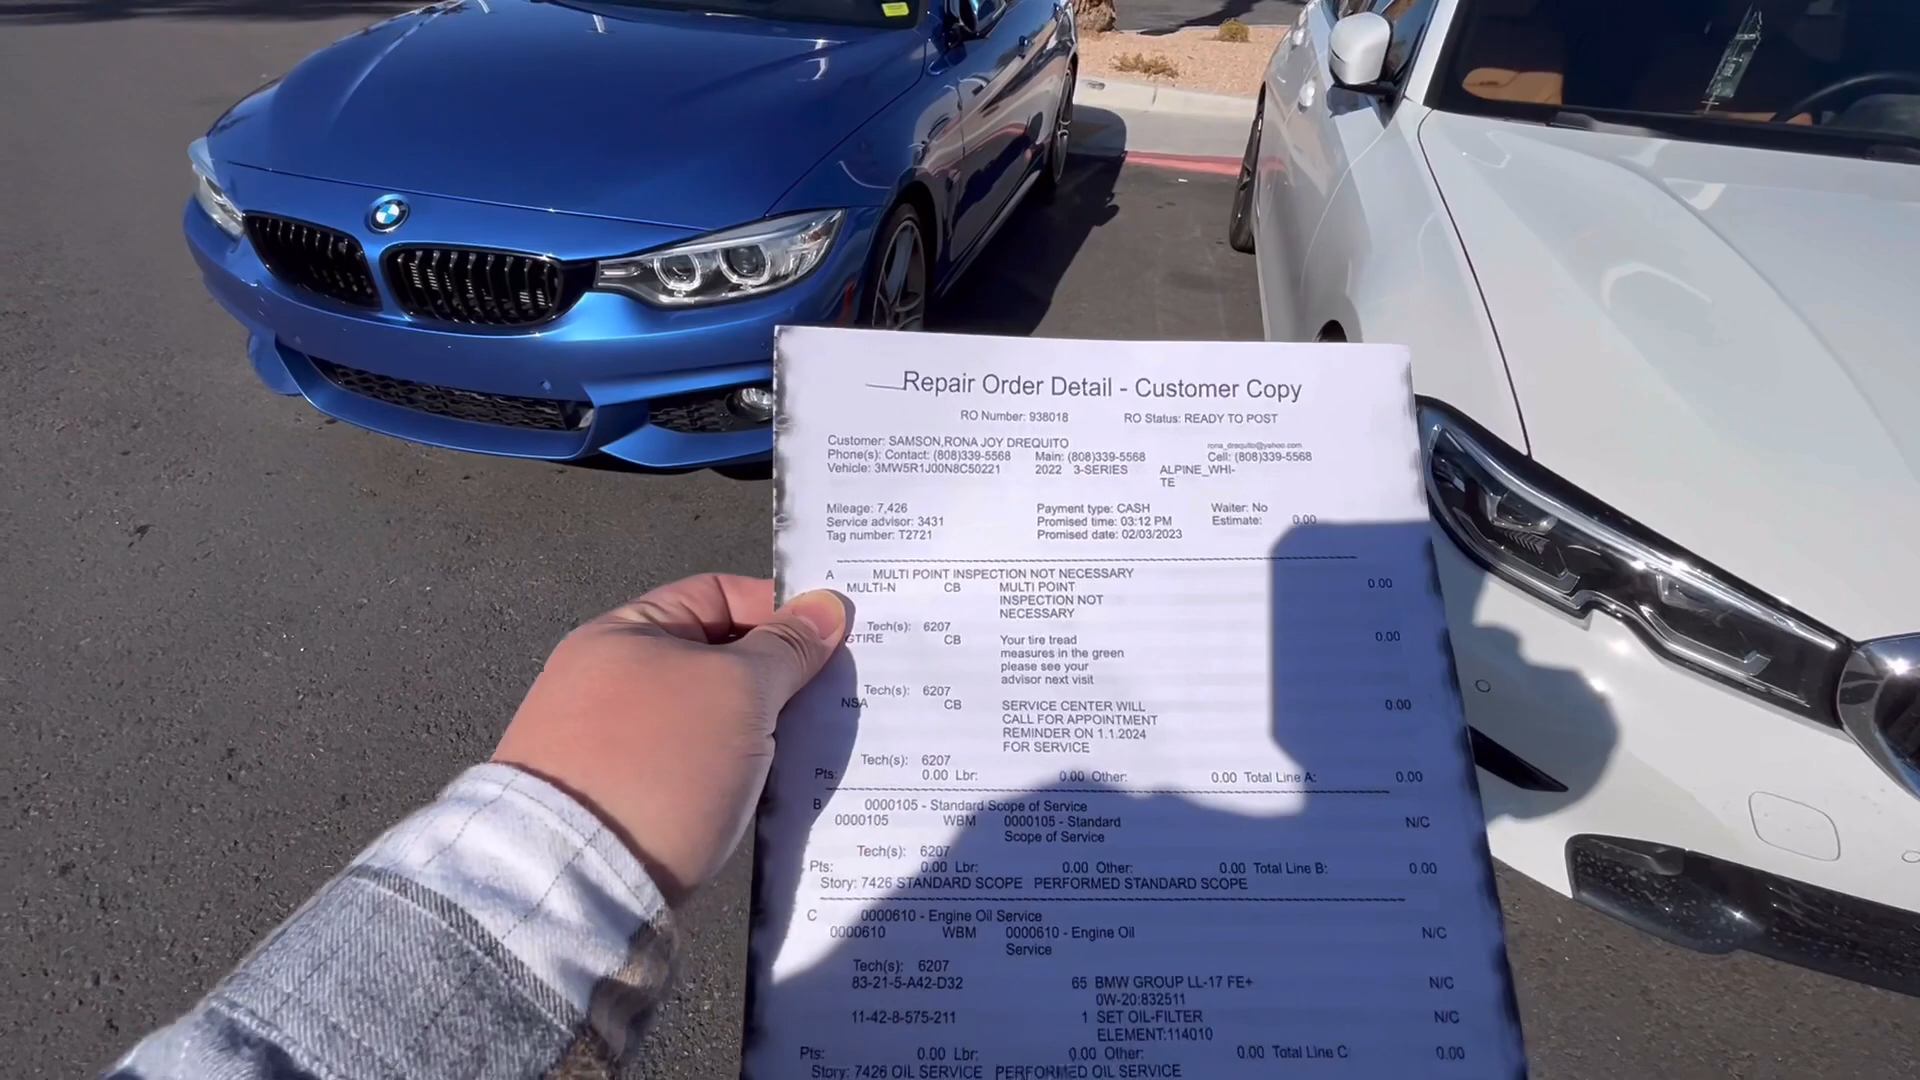 Repair Order Detail - Customer Copy
RO Number: 938018 RO Status: READY TO POST
Customer: SAMSON,RONA JOY DREQUITO rona_drequito@yahoo.com
Phone(s): Contact: (808)339-5568 Main: (808)339-5568 Cell: (808)339-5568
Vehicle: 3MW5R1J00N8C50221 2022 3-SERIES ALPINE_WHI-
TE
Mileage: 7,426 Payment type: CASH Waiter: No
Service advisor: 3431 Promised time: 03:12 PM Estimate: 0.00
Tag number: T2721 Promised date: 02/03/2023
A MULTI POINT INSPECTION NOT NECESSARY
MULTI-N CB MULTI POINT 0.00
INSPECTION NOT
NECESSARY
Tech(s): 6207
GTIRE CB Your tire tread 0.00
measures in the green
please see your
advisor next visit
Tech(s): 6207
NSA CB SERVICE CENTER WILL 0.00
CALL FOR APPOINTMENT
REMINDER ON 1.1.2024
FOR SERVICE
Tech(s): 6207
Pts: 0.00 Lbr: 0.00 Other: 0.00 Total Line A: 0.00
B 0000105 - Standard Scope of Service
0000105 WBM 0000105 - Standard N/C
Scope of Service
Tech(s): 6207
Pts: 0.00 Lbr: 0.00 Other: 0.00 Total Line B: 0.00
Story: 7426 STANDARD SCOPE PERFORMED STANDARD SCOPE
C 0000610 - Engine Oil Service
0000610 WBM 0000610 - Engine Oil N/C
Service
Tech(s): 6207
83-21-5-A42-D32 65 BMW GROUP LL-17 FE+ N/C
0W-20:832511
11-42-8-575-211 1 SET OIL-FILTER N/C
ELEMENT:114010
Pts: 0.00 Lbr: 0.00 Other: 0.00 Total Line C: 0.00
Story: 7426 OIL SERVICE PERFORMED OIL SERVICE